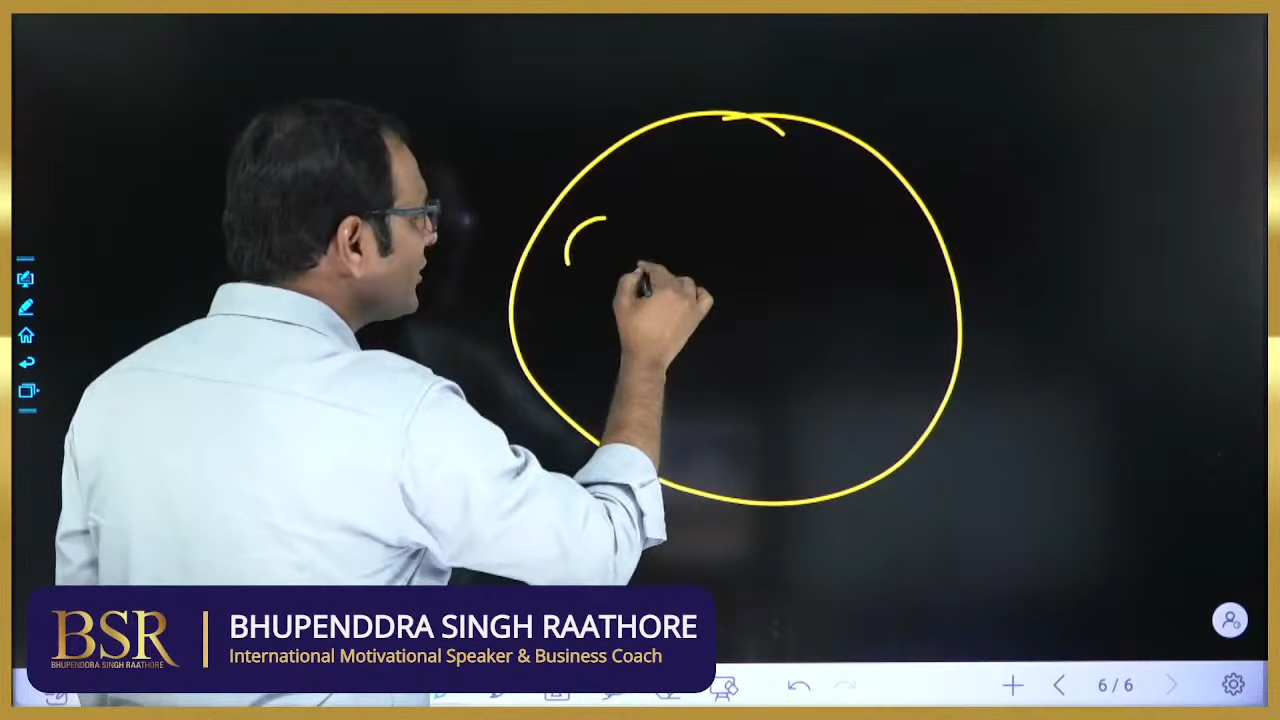 BSR
BHUPENDDRA SINGH RAATHORE
BHUPENDDRA SINGH RAATHORE
International Motivational Speaker & Business Coach
6/6